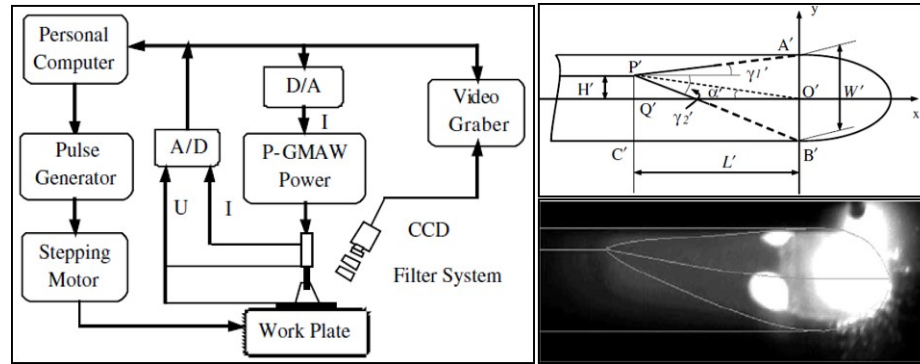 Personal
Computer
Pulse
Generator
Stepping
Motor
A/D
U
I
D/A
I
P-GMAW
Power
Work Plate
Video
Graber
CCD
Filter System
y
A'
P'
γ1'
H'
α'
O'
W'
x
Q'
γ2'
C'
B'
L'